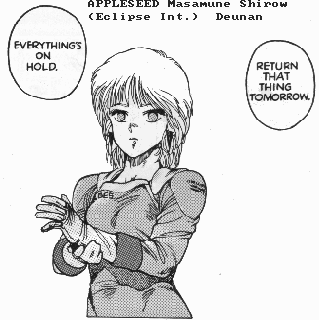 APPLESEED Masamune Shirow
(Eclipse Int.) Deunan
EVERYTHING'S
ON
HOLD.
RETURN
THAT
THING
TOMORROW.